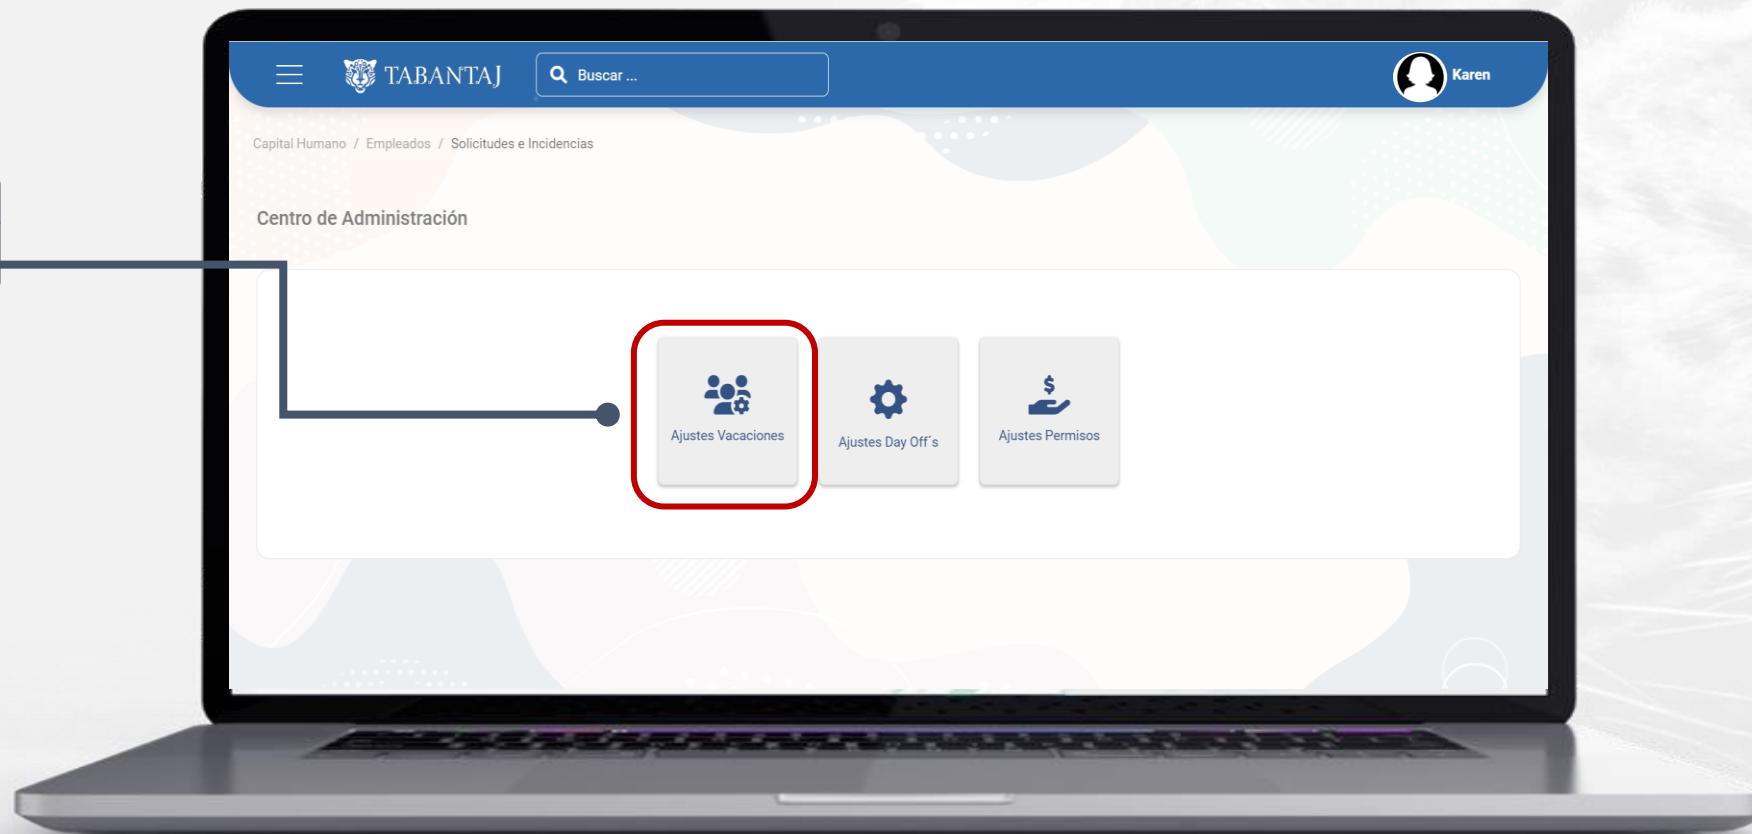 TABANTAJ
Buscar ...
Karen
Capital Humano / Empleados / Solicitudes e Incidencias
Centro de Administración
Ajustes Vacaciones
Ajustes Day Off´s
Ajustes Permisos